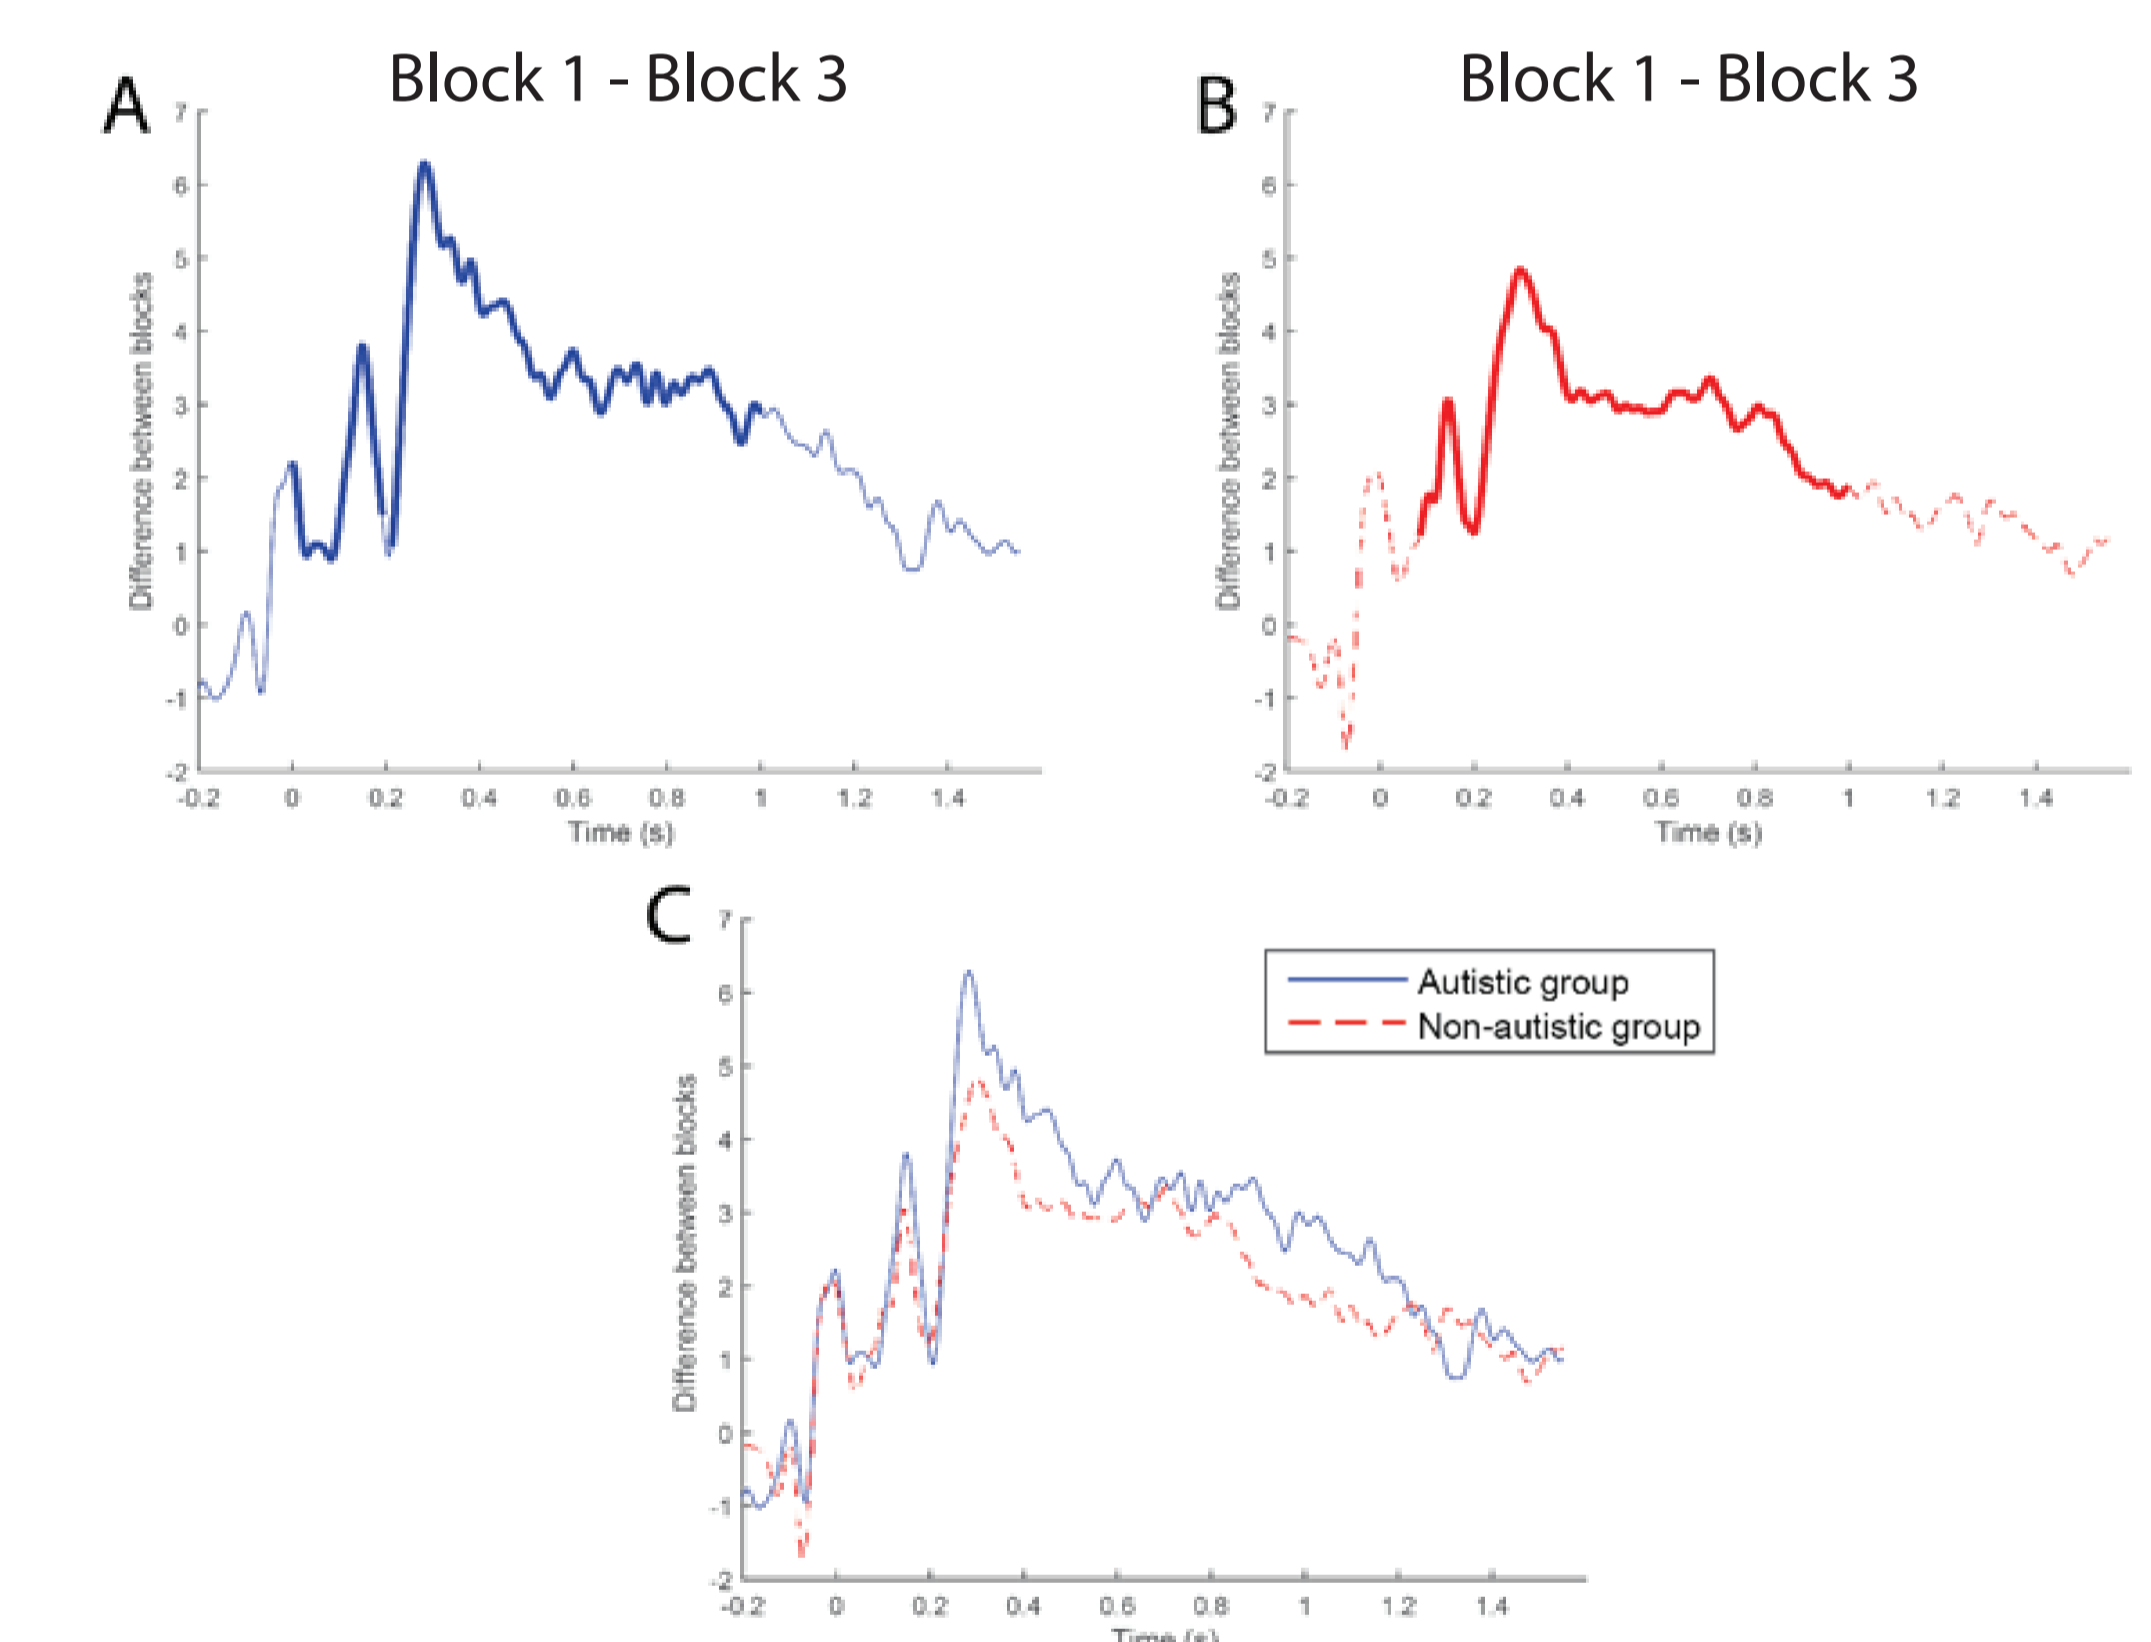 A
Block 1 - Block 3
7
6
5
4
3
2
1
0
-1
-2
Difference between blocks
-0.2 0 0.2 0.4 0.6 0.8 1 1.2 1.4
Time (s)
B
Block 1 - Block 3
7
6
5
4
3
2
1
0
-1
-2
Difference between blocks
-0.2 0 0.2 0.4 0.6 0.8 1 1.2 1.4
Time (s)
C
7
6
5
4
3
2
1
0
-1
-2
Difference between blocks
Autistic group
Non-autistic group
-0.2 0 0.2 0.4 0.6 0.8 1 1.2 1.4
Time (s)